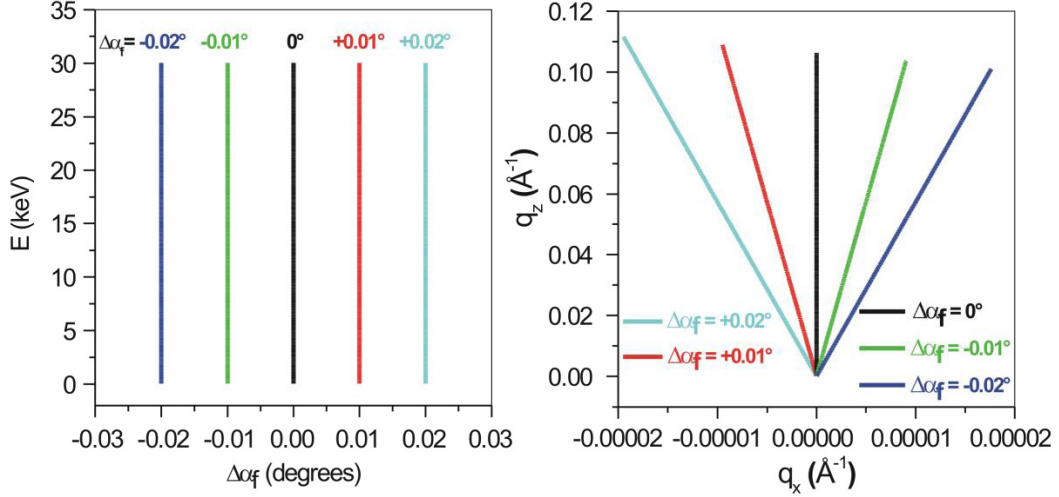 35
30
25
20
15
10
5
0
E (keV)
Δαf= -0.02° -0.01° 0° +0.01° +0.02°
-0.03 -0.02 -0.01 0.00 0.01 0.02 0.03
Δαf (degrees)
0.12
0.10
0.08
0.06
0.04
0.02
0.00
qz (Å-1)
Δαf = +0.02°
Δαf = +0.01°
Δαf = 0°
Δαf = -0.01°
Δαf = -0.02°
-0.00002 -0.00001 0.00000 0.00001 0.00002
qx (Å-1)